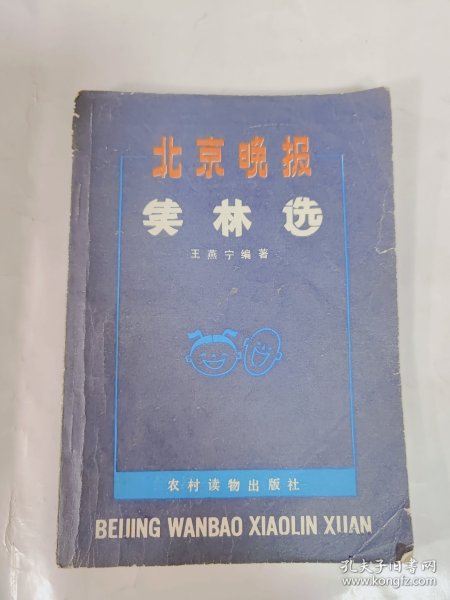 北京晚报
笑林选
王燕宁编著
农村读物出版社
BEIJING WANBAO XIAOLIN XUAN
孔夫子旧书网
www.kongfz.com